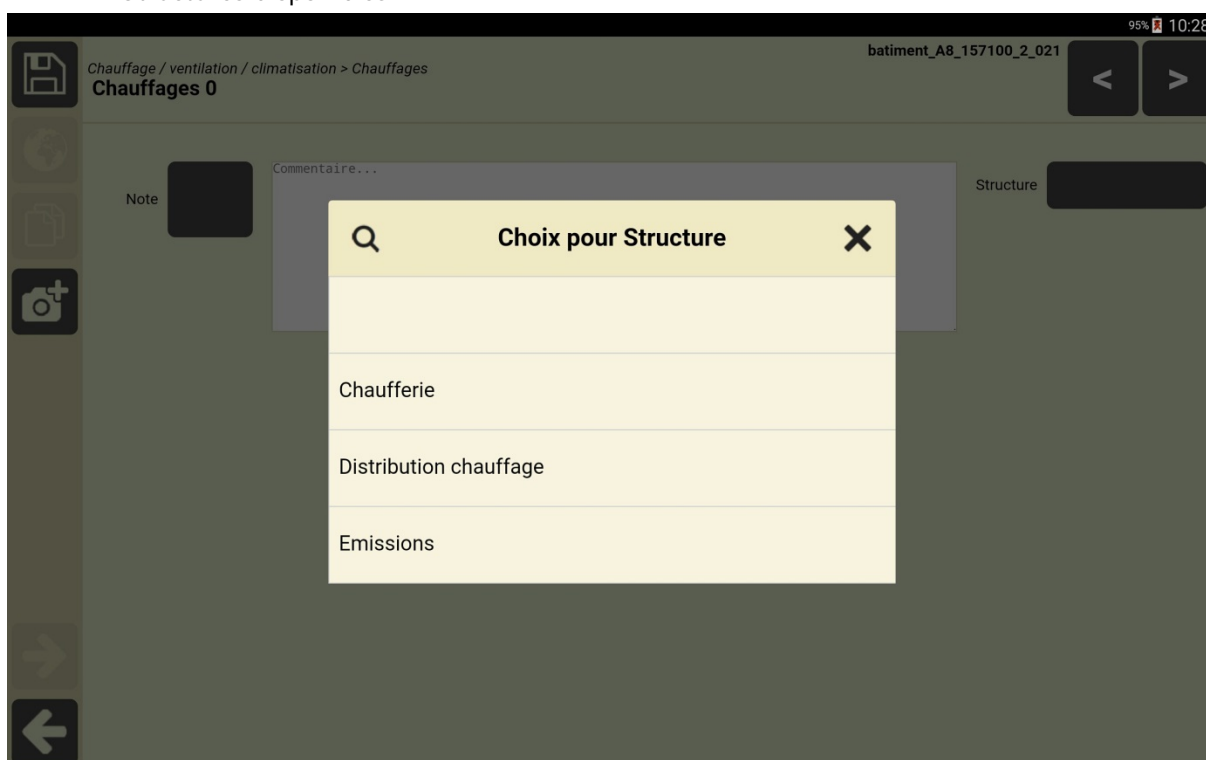 95% 10:28
batiment_A8_157100_2_021
Chauffage / ventilation / climatisation > Chauffages
Chauffages 0
< >
Commentaire...
Note
Structure
Choix pour Structure
Chaufferie
Distribution chauffage
Emissions